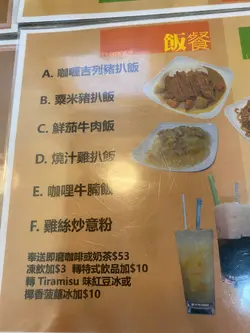 飯餐
A. 咖喱吉列豬扒飯
B. 粟米豬扒飯
C. 鮮茄牛肉飯
D. 燒汁雞扒飯
E. 咖哩牛腩飯
F. 雞絲炒意粉
奉送即磨咖啡或奶茶$53
凍飲加$3 轉特式飲品加$10
轉 Tiramisu 味紅豆冰或
椰香菠蘿冰加$10